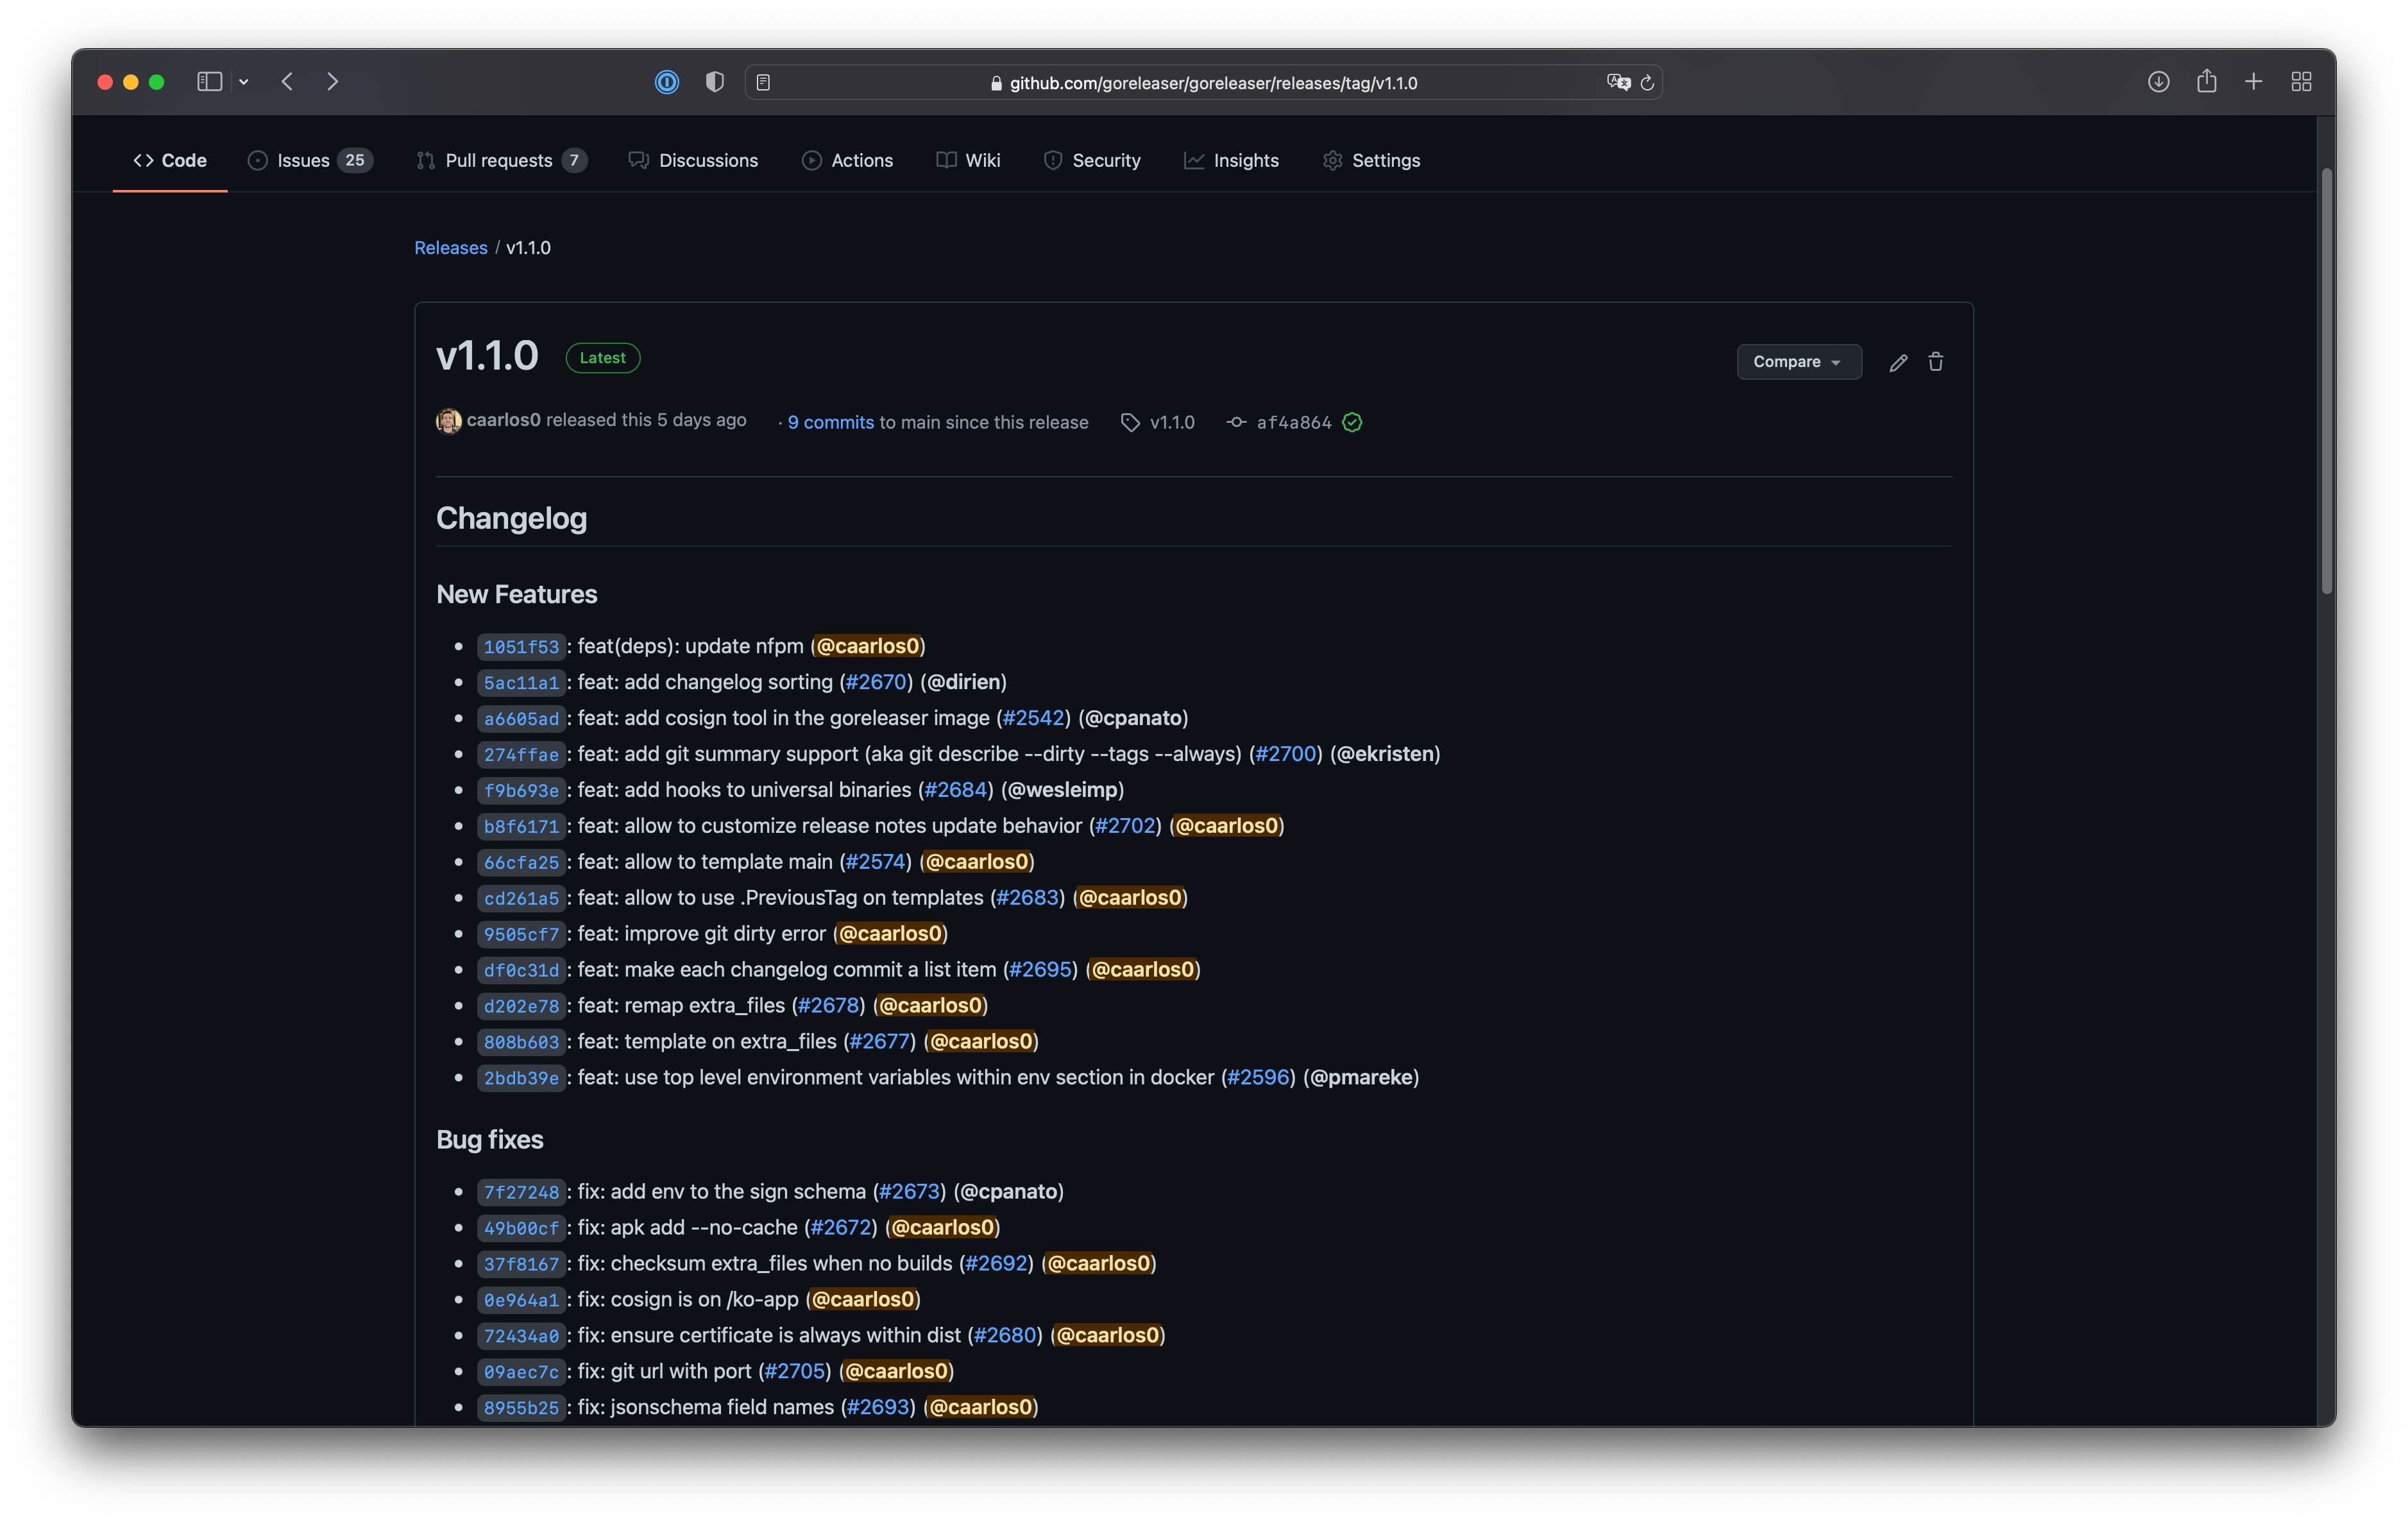 github.com/goreleaser/goreleaser/releases/tag/v1.1.0
Code Issues 25 Pull requests 7 Discussions Actions Wiki Security Insights Settings
Releases / v1.1.0
v1.1.0 Latest Compare
caarlos0 released this 5 days ago · 9 commits to main since this release v1.1.0 af4a864
Changelog
New Features
• 1051f53: feat(deps): update nfpm (@caarlos0)
• 5ac11a1: feat: add changelog sorting (#2670) (@dirien)
• a6605ad: feat: add cosign tool in the goreleaser image (#2542) (@cpanato)
• 274ffae: feat: add git summary support (aka git describe --dirty --tags --always) (#2700) (@ekristen)
• f9b693e: feat: add hooks to universal binaries (#2684) (@wesleimp)
• b8f6171: feat: allow to customize release notes update behavior (#2702) (@caarlos0)
• 66cfa25: feat: allow to template main (#2574) (@caarlos0)
• cd261a5: feat: allow to use .PreviousTag on templates (#2683) (@caarlos0)
• 9505cf7: feat: improve git dirty error (@caarlos0)
• df0c31d: feat: make each changelog commit a list item (#2695) (@caarlos0)
• d202e78: feat: remap extra_files (#2678) (@caarlos0)
• 808b603: feat: template on extra_files (#2677) (@caarlos0)
• 2bdb39e: feat: use top level environment variables within env section in docker (#2596) (@pmareke)
Bug fixes
• 7f27248: fix: add env to the sign schema (#2673) (@cpanato)
• 49b00cf: fix: apk add --no-cache (#2672) (@caarlos0)
• 37f8167: fix: checksum extra_files when no builds (#2692) (@caarlos0)
• 0e964a1: fix: cosign is on /ko-app (@caarlos0)
• 72434a0: fix: ensure certificate is always within dist (#2680) (@caarlos0)
• 09aec7c: fix: git url with port (#2705) (@caarlos0)
• 8955b25: fix: jsonschema field names (#2693) (@caarlos0)